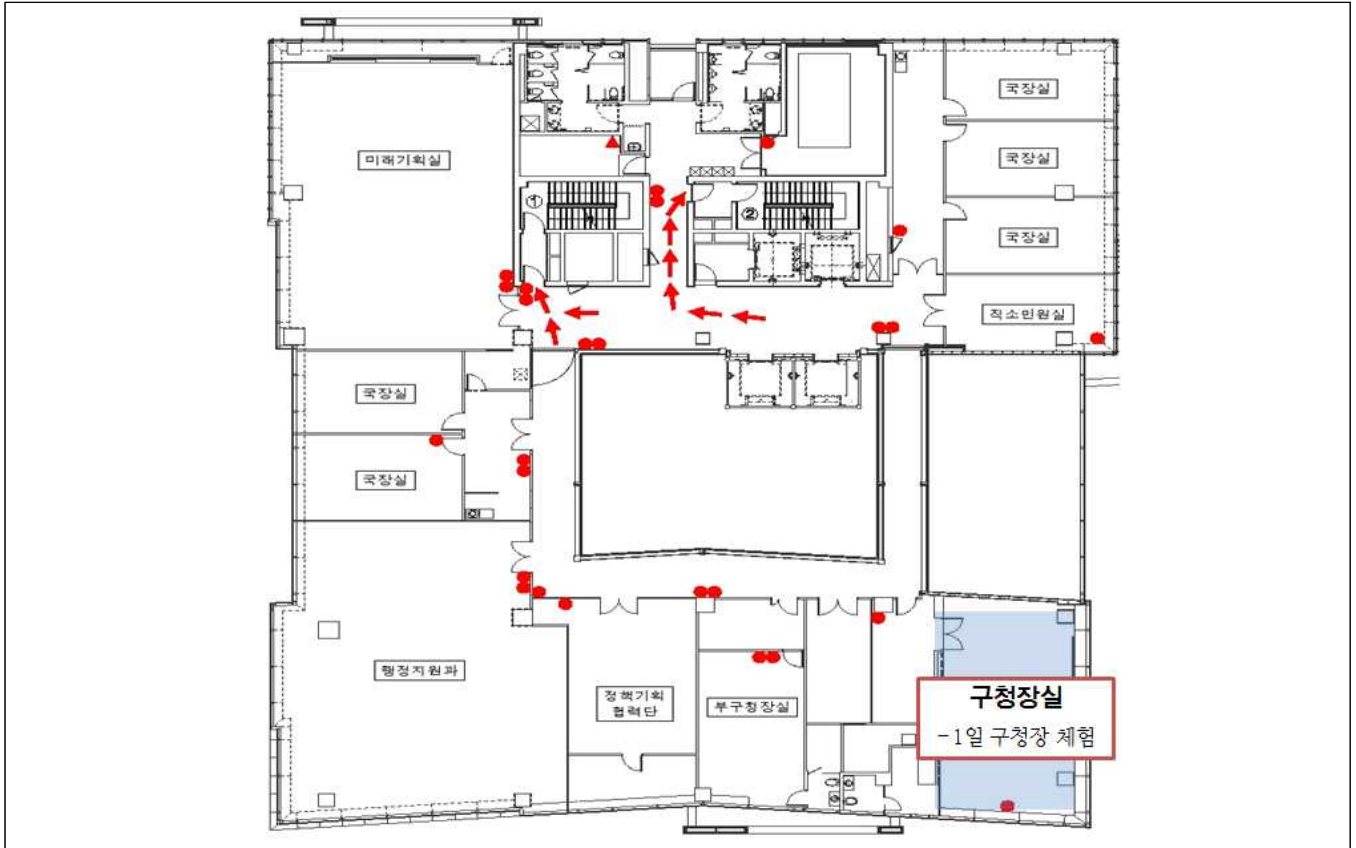 국장실
미래기획실
국장실
①
②
국장실
직소민원실
국장실
국장실
행정지원과
정책기획
협력단
부구청장실
구청장실
-1일 구청장 체험